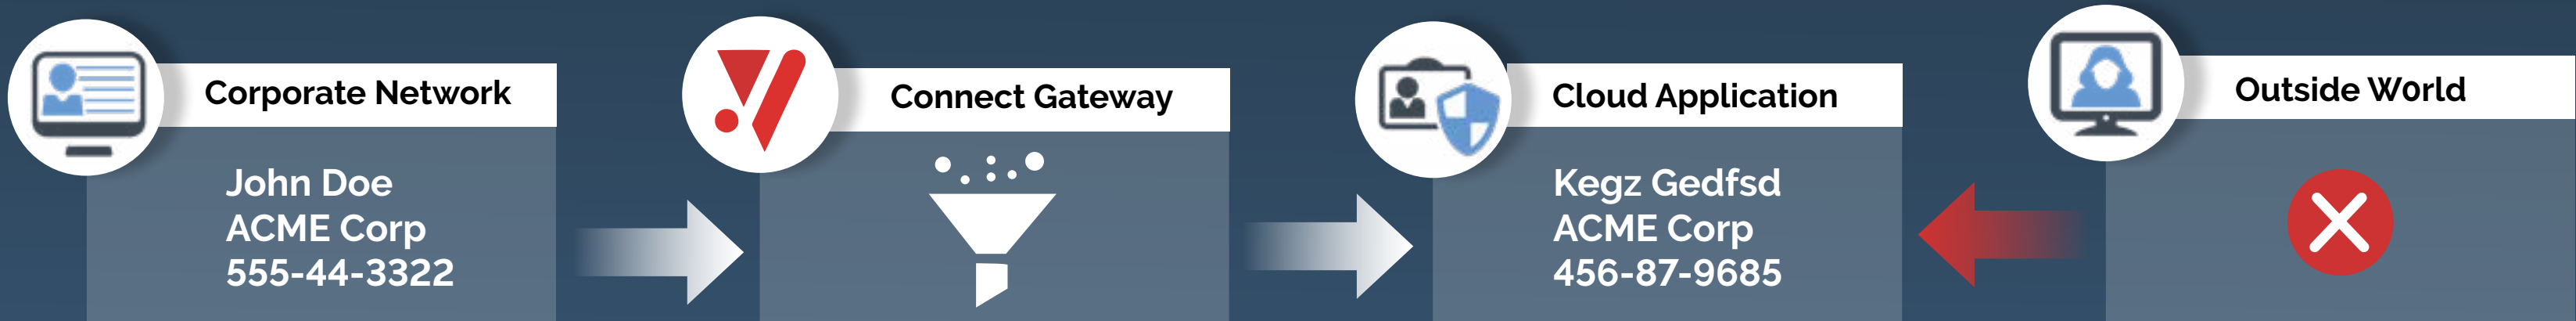 Corporate Network
John Doe
ACME Corp
555-44-3322
Connect Gateway
Cloud Application
Kegz Gedfsd
ACME Corp
456-87-9685
Outside W0rld